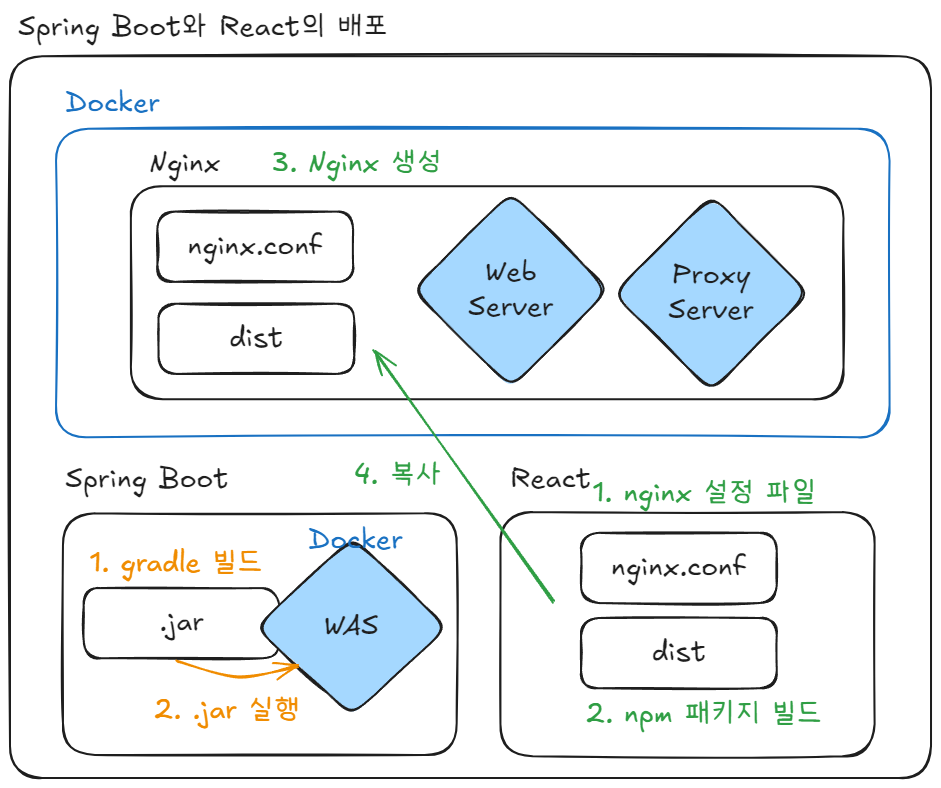 Spring Boot와 React의 배포
Docker
Nginx
3. Nginx 생성
nginx.conf
dist
Web
Server
Proxy
Server
4. 복사
Spring Boot
1. gradle 빌드
.jar
Docker
WAS
2. .jar 실행
React
1. nginx 설정 파일
nginx.conf
dist
2. npm 패키지 빌드